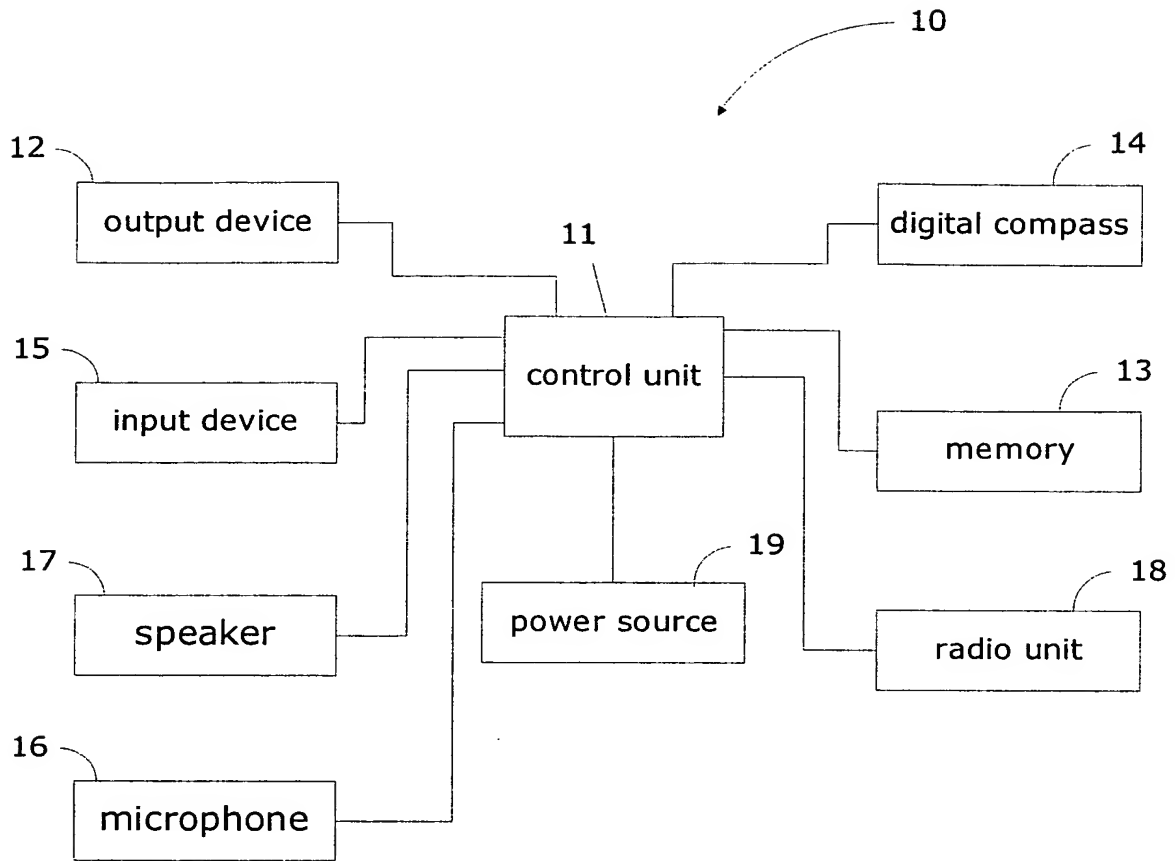 10
12
output device
14
digital compass
11
control unit
15
input device
13
memory
17
speaker
19
power source
18
radio unit
16
microphone